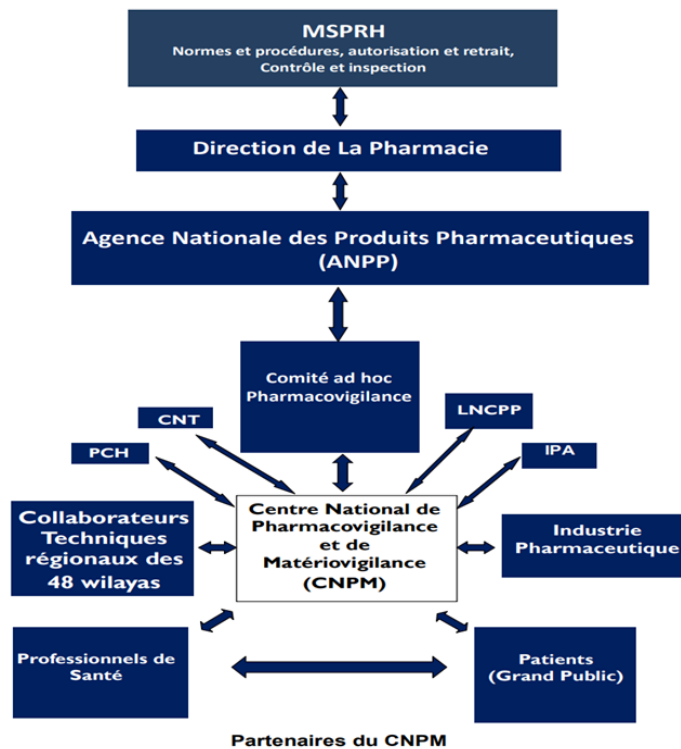 MSPRH
Normes et procédures, autorisation et retrait,
Contrôle et inspection
Direction de La Pharmacie
Agence Nationale des Produits Pharmaceutiques
(ANPP)
Comité ad hoc
Pharmacovigilance
CNT
LNCPP
PCH
IPA
Collaborateurs
Techniques
régionaux des
48 wilayas
Centre National de
Pharmacovigilance
et de
Matériovigilance
(CNPM)
Industrie
Pharmaceutique
Professionnels de
Santé
Patients
(Grand Public)
Partenaires du CNPM